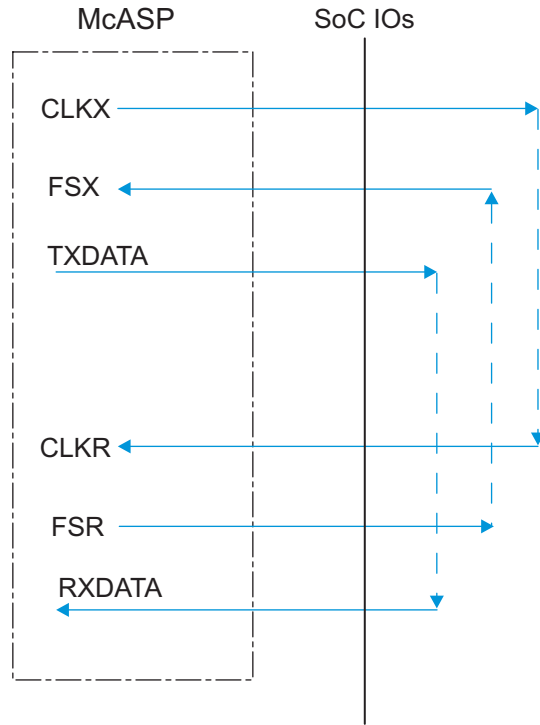 McASP
SoC IOs
CLKX
FSX
TXDATA
CLKR
FSR
RXDATA